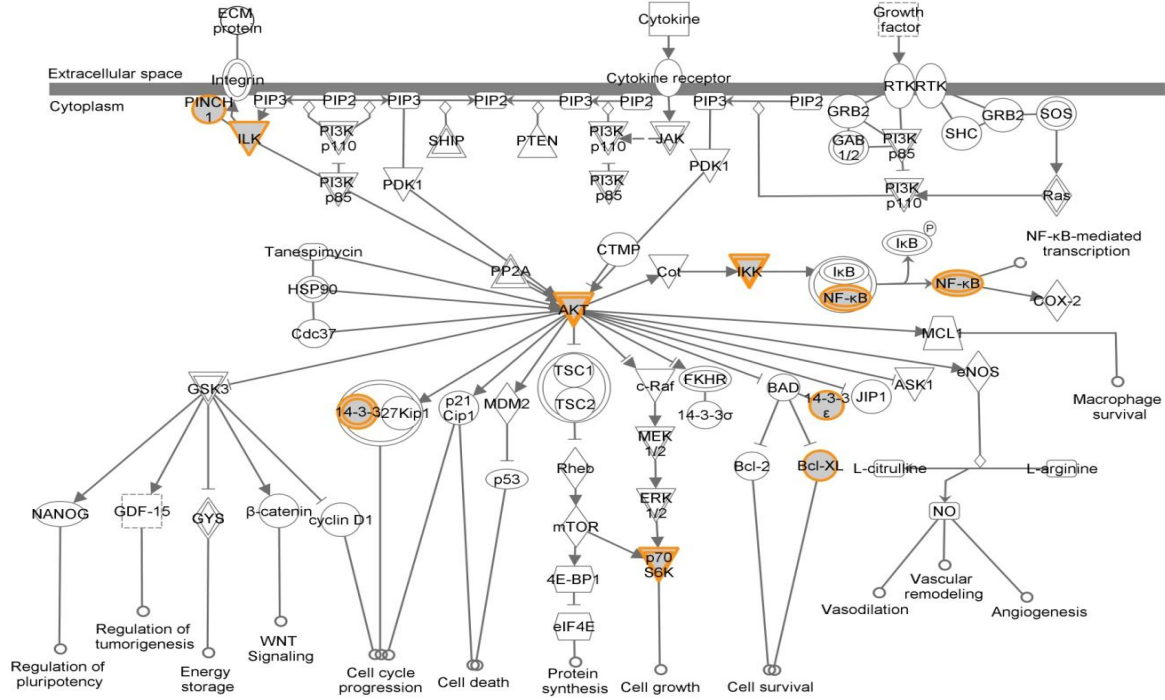 ECM
protein
Cytokine
Growth
factor
Extracellular space
Integrin
Cytokine receptor
RTK
RTK
Cytoplasm
PINCH
1
PIP3
PIP2
PIP3
PIP2
PIP3
PIP2
PIP3
PIP2
GRB2
GRB2
SOS
ILK
PI3K
p110
SHIP
PTEN
PI3K
p110
JAK
GAB
1/2
PI3K
p85
SHC
PI3K
p85
PDK1
PI3K
p85
PDK1
PI3K
p110
Ras
P
IκB
NF-κB-mediated
transcription
Tanespimycin
PP2A
CTMP
Cot
IKK
IκB
HSP90
NF-κB
NF-κB
COX-2
AKT
Cdc37
MCL1
GSK3
TSC1
c-Raf
FKHR
BAD
ASK1
eNOS
14-3-3
27Kip1
p21
Cip1
MDM2
TSC2
14-3-3σ
14-3-3
ε
JIP1
Macrophage
survival
MEK
1/2
Rheb
Bcl-2
Bcl-XL
L-citrulline
L-arginine
p53
ERK
1/2
NANOG
GDF-15
GYS
β-catenin
cyclin D1
mTOR
NO
p70
S6K
4E-BP1
Vasodilation
Vascular
remodeling
Angiogenesis
eIF4E
Regulation of
pluripotency
Regulation of
tumorigenesis
Energy
storage
WNT
Signaling
Cell cycle
progression
Cell death
Protein
synthesis
Cell growth
Cell survival